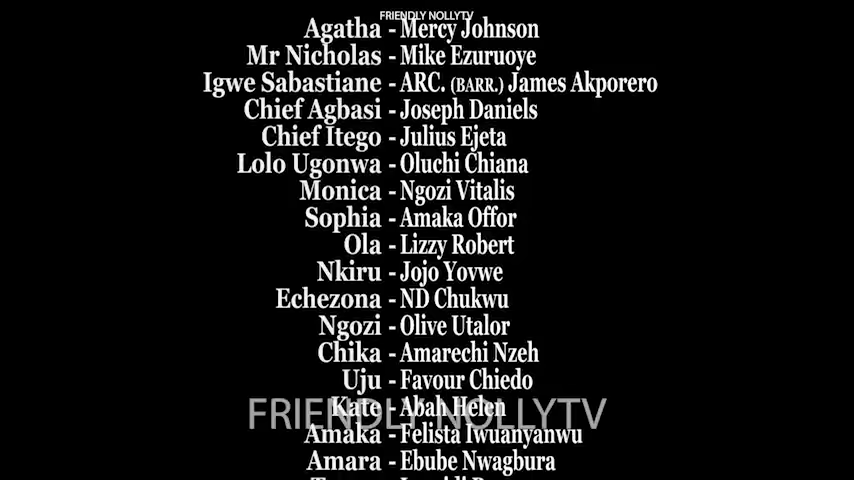 FRIENDLY NOLLYTV
Agatha - Mercy Johnson
Mr Nicholas - Mike Ezuruoye
Igwe Sabastiane - ARC. (BARR.) James Akporero
Chief Agbasi - Joseph Daniels
Chief Itego - Julius Ejeta
Lolo Ugonwa - Oluchi Chiana
Monica - Ngozi Vitalis
Sophia - Amaka Offor
Ola - Lizzy Robert
Nkiru - Jojo Yovwe
Echezona - ND Chukwu
Ngozi - Olive Utalor
Chika - Amarechi Nzeh
Uju - Favour Chiedo
Kate - Abah Helen
FRIENDLY NOLLYTV
Amaka - Felista Iwuanyanwu
Amara - Ebube Nwagbura